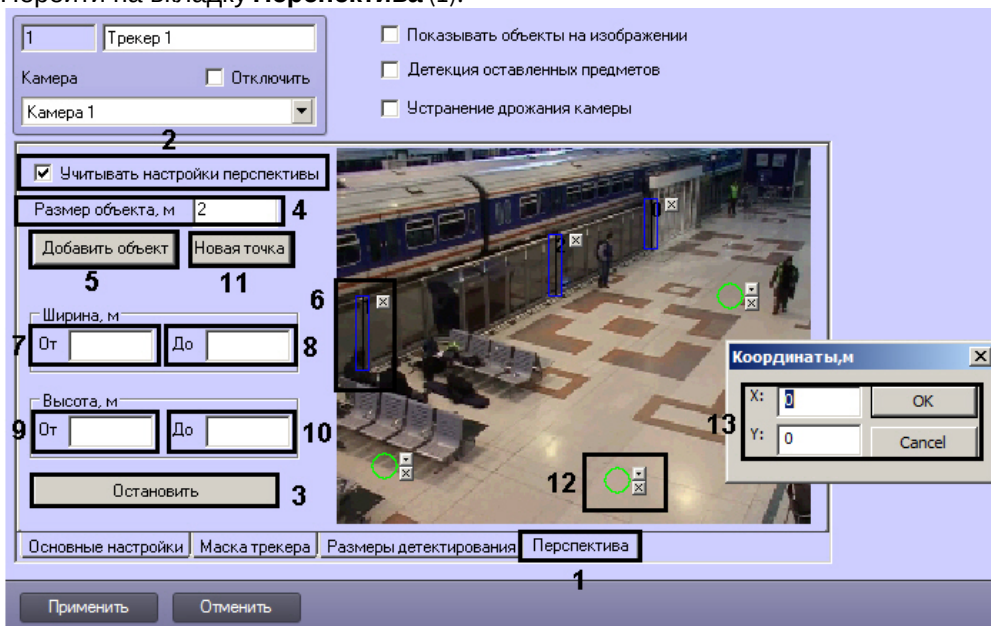 Перейти на вкладку Перспектива (1).
1 Трекер 1
Показывать объекты на изображении
Камера Отключить
Детекция оставленных предметов
Камера 1
Устранение дрожания камеры
2
Учитывать настройки перспективы
Размер объекта, м 2 4
Добавить объект Новая точка
5 11
6
Ширина, м
7 От До 8
Высота, м
9 От До 10
Остановить 3
0
2
1
12
Координаты,м
13
X: 0 OK
Y: 0 Cancel
Основные настройки Маска трекера Размеры детектирования Перспектива
1
Применить Отменить